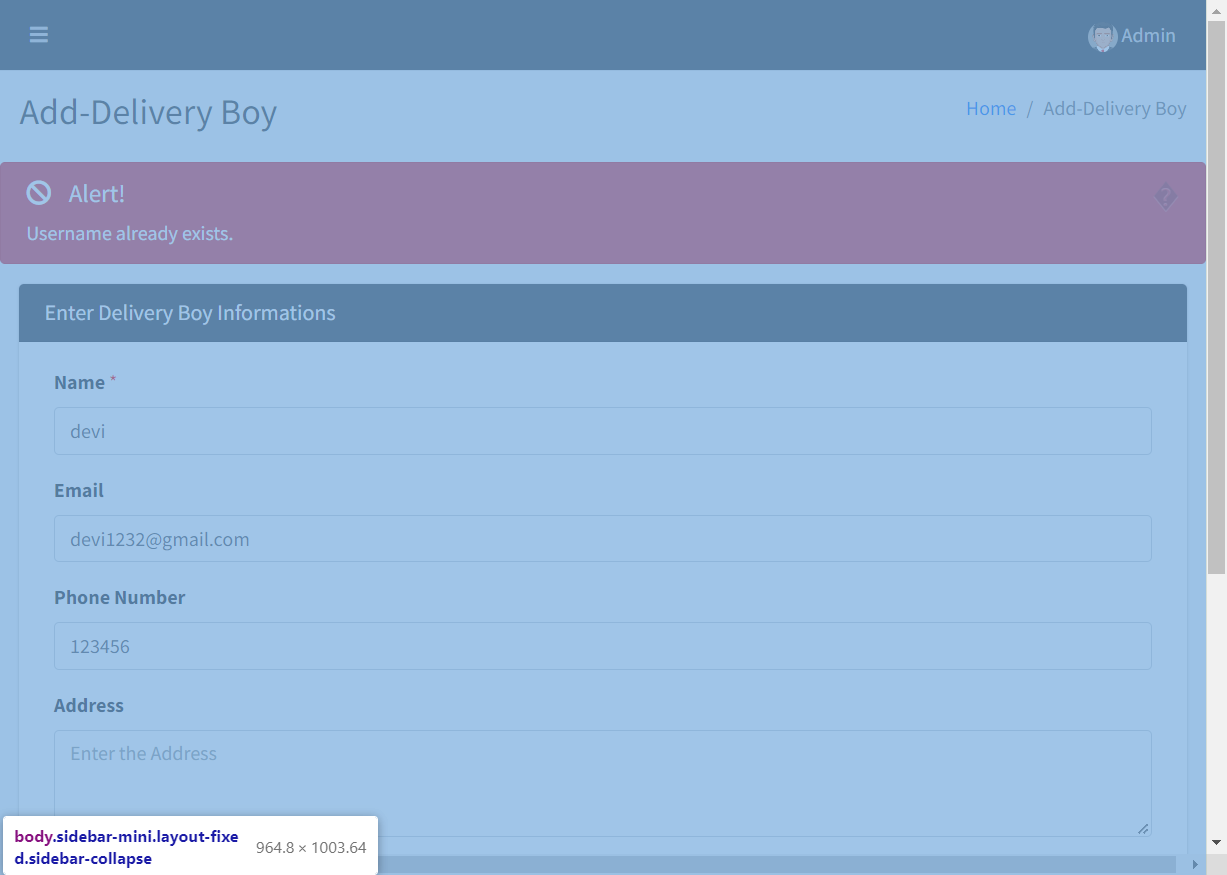 Admin
Add-Delivery Boy
Home / Add-Delivery Boy
Alert!
�
Username already exists.
Enter Delivery Boy Informations
Name *
devi
Email
devi1232@gmail.com
Phone Number
123456
Address
Enter the Address
body.sidebar-mini.layout-fixe
d.sidebar-collapse
964.8 × 1003.64